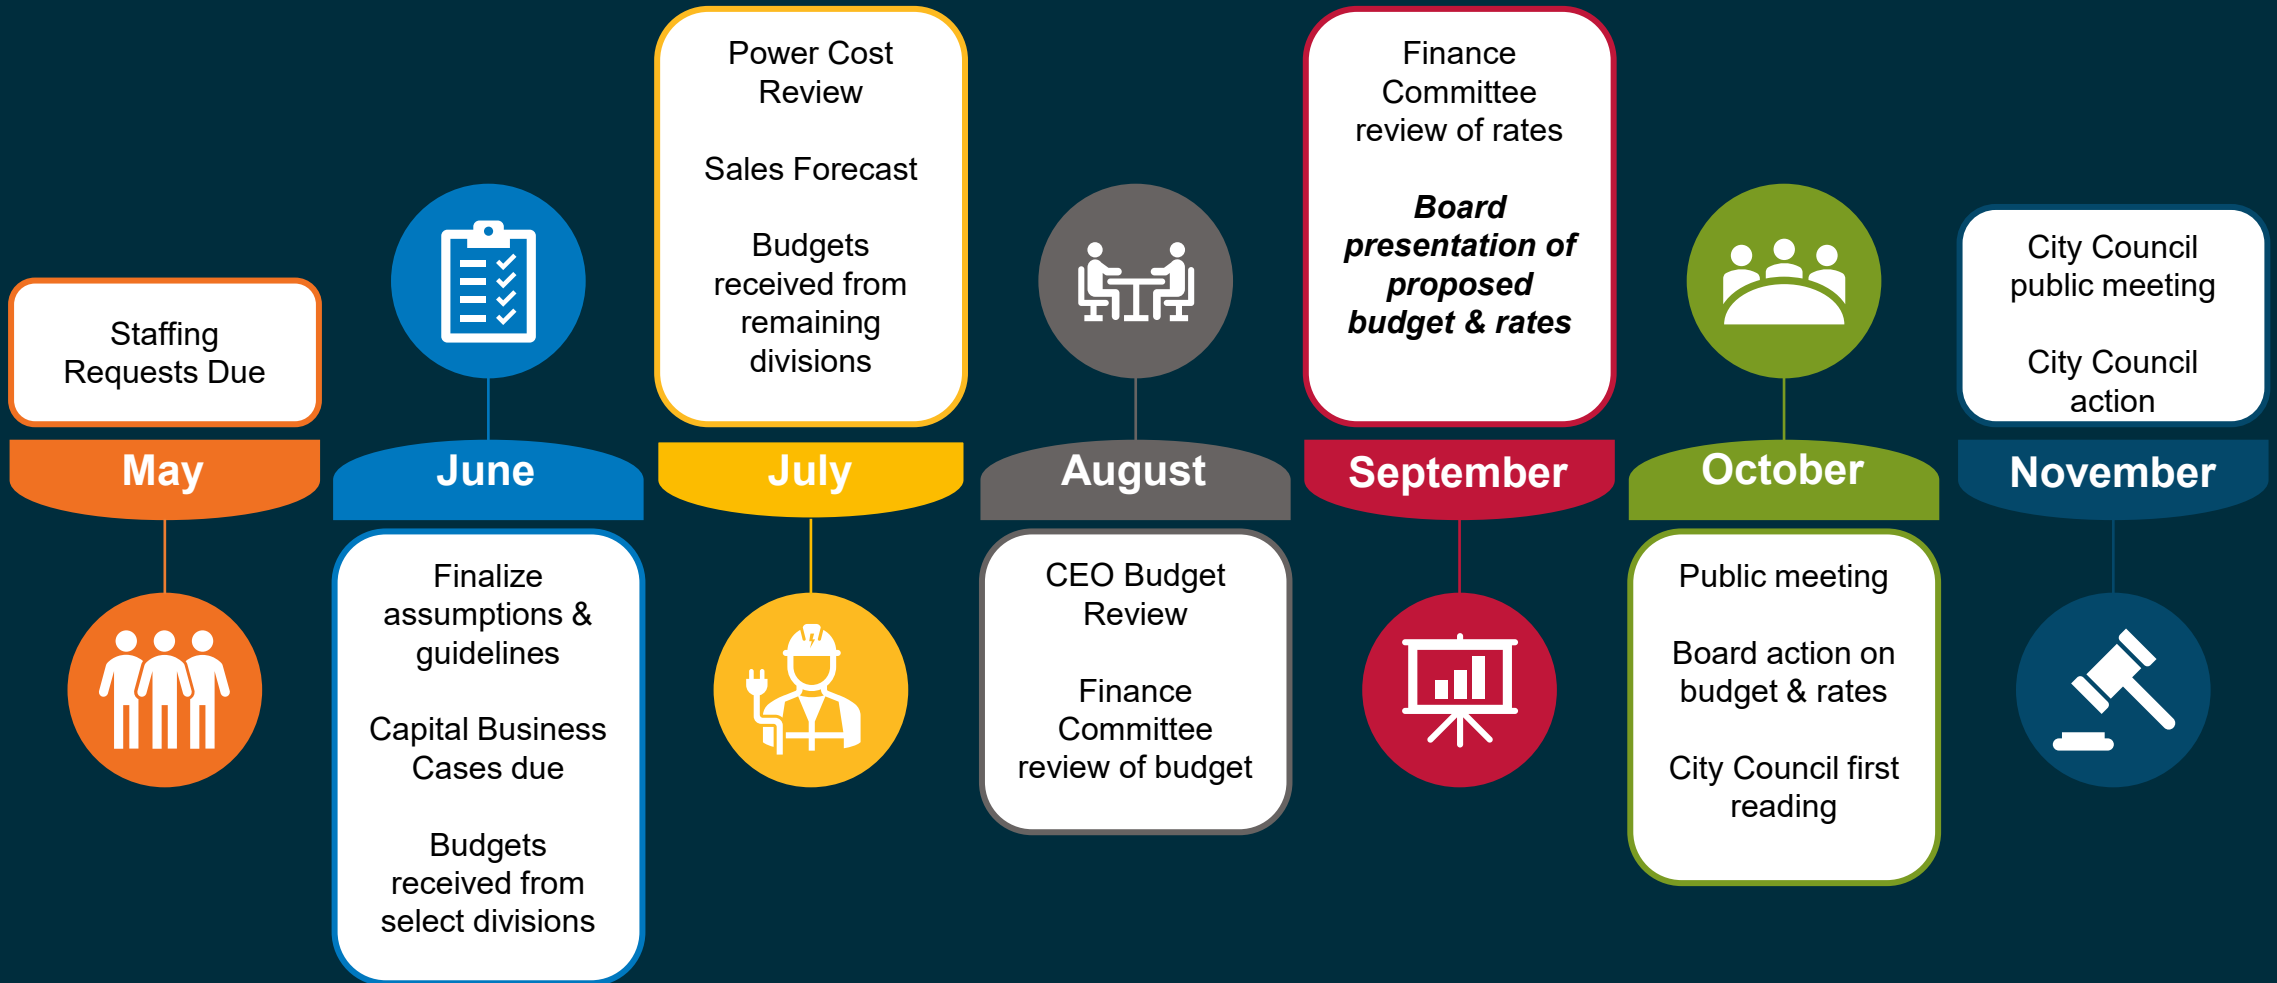 Staffing
Requests Due
May
June
Finalize
assumptions &
guidelines
Capital Business
Cases due
Budgets
received from
select divisions
Power Cost
Review
Sales Forecast
Budgets
received from
remaining
divisions
July
August
CEO Budget
Review
Finance
Committee
review of budget
Finance
Committee
review of rates
Board
presentation of
proposed
budget & rates
September
October
Public meeting
Board action on
budget & rates
City Council first
reading
City Council
public meeting
City Council
action
November